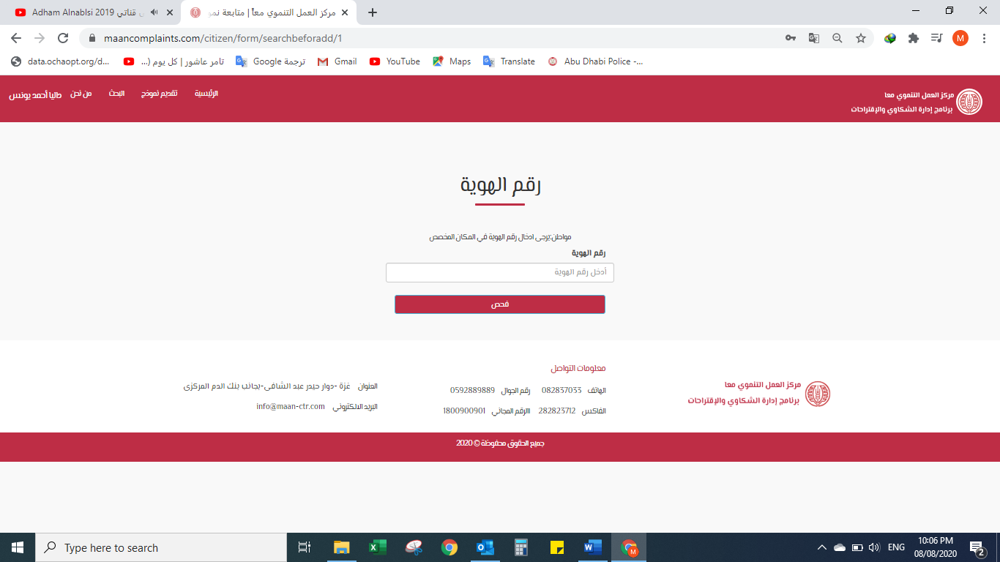 Adham Alnablsi 2019 قناتي
مركز العمل التنموي معاً | متابعة نمو
maancomplaints.com/citizen/form/searchbeforadd/1
M
data.ochaopt.org/d...
تامر عاشور | كل يوم (...
ترجمة Google
Gmail
YouTube
Maps
Translate
Abu Dhabi Police -...
مركز العمل التنموي معا
برنامج إدارة الشكاوي والإقتراحات
الرئيسية
تقديم نموذج
البحث
من نحن
داليا أحمد يونس
رقم الهوية
مواطن:يرجى ادخال رقم الهوية في المكان المخصص
رقم الهوية
أدخل رقم الهوية
فحص
مركز العمل التنموي معا
برنامج إدارة الشكاوي والإقتراحات
معلومات التواصل
الهاتف 082837033 رقم الجوال 0592889889
الفاكس 282823712 االرقم المجاني 1800900901
العنوان غزة -دوار حيدر عبد الشافي-بجانب بنك الدم المركزي
البريد الالكتروني info@maan-ctr.com
جميع الحقوق محفوظة © 2020
Type here to search
ENG
10:06 PM
08/08/2020
2